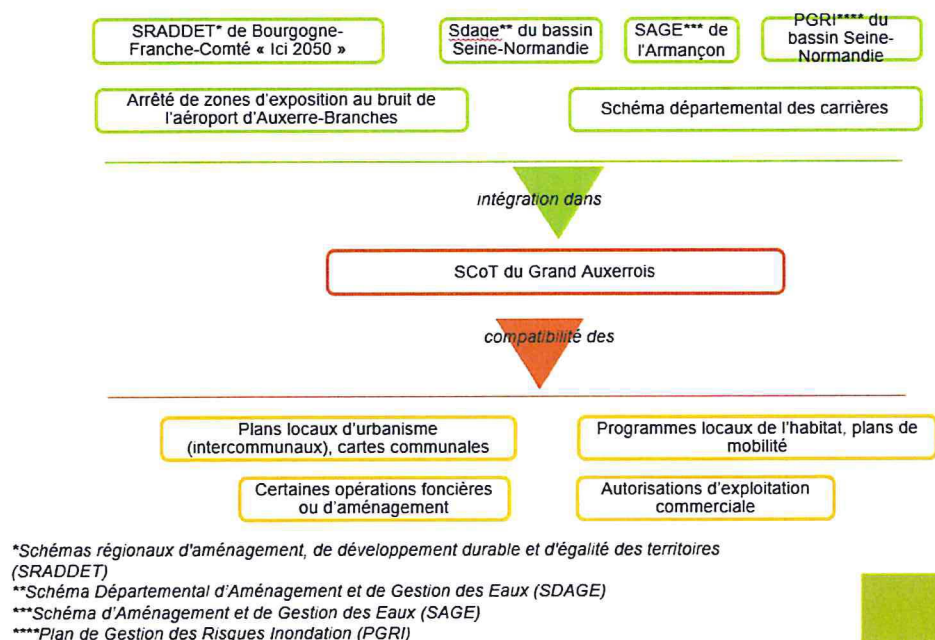 SRADDET* de Bourgogne-
Franche-Comté « Ici 2050 »
Sdage** du bassin
Seine-Normandie
SAGE*** de
l'Armançon
PGRI**** du
bassin Seine-
Normandie
Arrêté de zones d'exposition au bruit de
l'aéroport d'Auxerre-Branches
Schéma départemental des carrières
intégration dans
SCoT du Grand Auxerrois
compatibilité des
Plans locaux d'urbanisme
(intercommunaux), cartes communales
Programmes locaux de l'habitat, plans de
mobilité
Certaines opérations foncières
ou d'aménagement
Autorisations d'exploitation
commerciale
*Schémas régionaux d'aménagement, de développement durable et d'égalité des territoires
(SRADDET)
**Schéma Départemental d'Aménagement et de Gestion des Eaux (SDAGE)
***Schéma d'Aménagement et de Gestion des Eaux (SAGE)
****Plan de Gestion des Risques Inondation (PGRI)